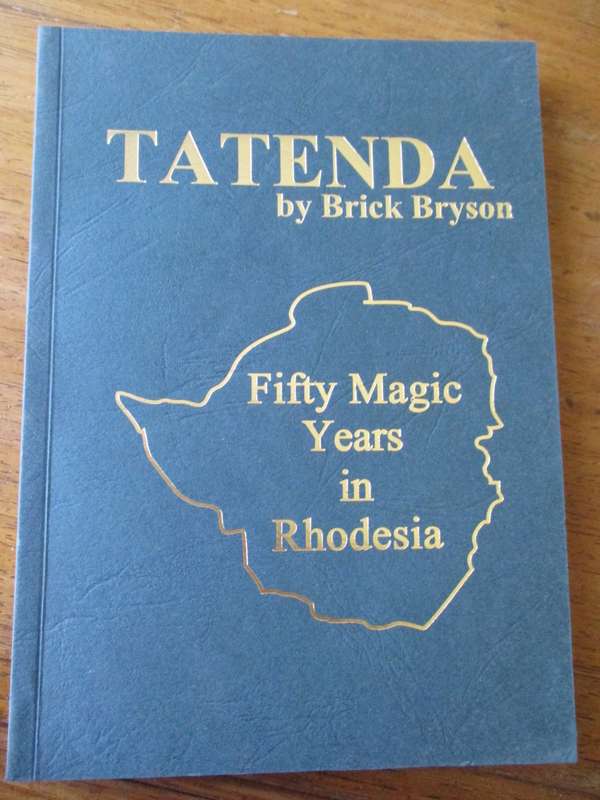 TATENDA
by Brick Bryson
Fifty Magic
Years
in
Rhodesia